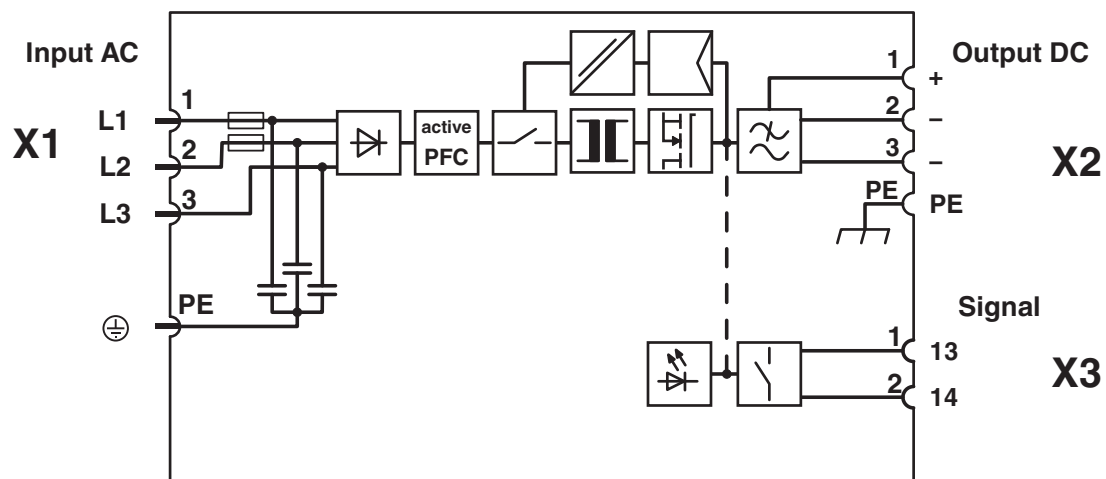 Input AC
Output DC
X1
L1
1
L2
2
L3
3
PE
active
PFC
1
+
2
–
3
–
X2
PE
PE
Signal
1
13
X3
2
14